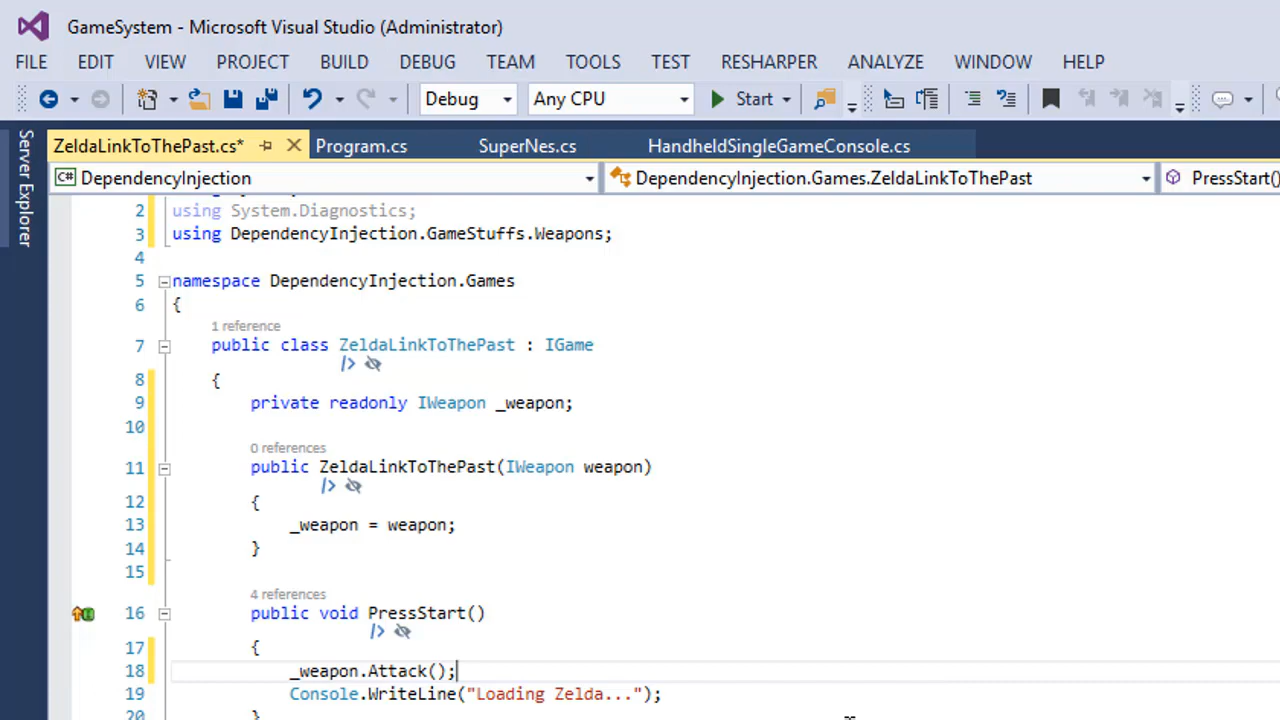 GameSystem - Microsoft Visual Studio (Administrator)
FILE EDIT VIEW PROJECT BUILD DEBUG TEAM TOOLS TEST RESHARPER ANALYZE WINDOW HELP
Debug Any CPU Start
Server Explorer
ZeldaLinkToThePast.cs* Program.cs SuperNes.cs HandheldSingleGameConsole.cs
C# DependencyInjection DependencyInjection.Games.ZeldaLinkToThePast PressStart()
2 using System.Diagnostics;
3 using DependencyInjection.GameStuffs.Weapons;
4
5 namespace DependencyInjection.Games
6 {
1 reference
7 public class ZeldaLinkToThePast : IGame
8 {
9 private readonly IWeapon _weapon;
10
0 references
11 public ZeldaLinkToThePast(IWeapon weapon)
12 {
13 _weapon = weapon;
14 }
15
4 references
16 public void PressStart()
17 {
18 _weapon.Attack();
19 Console.WriteLine("Loading Zelda...");
20 }